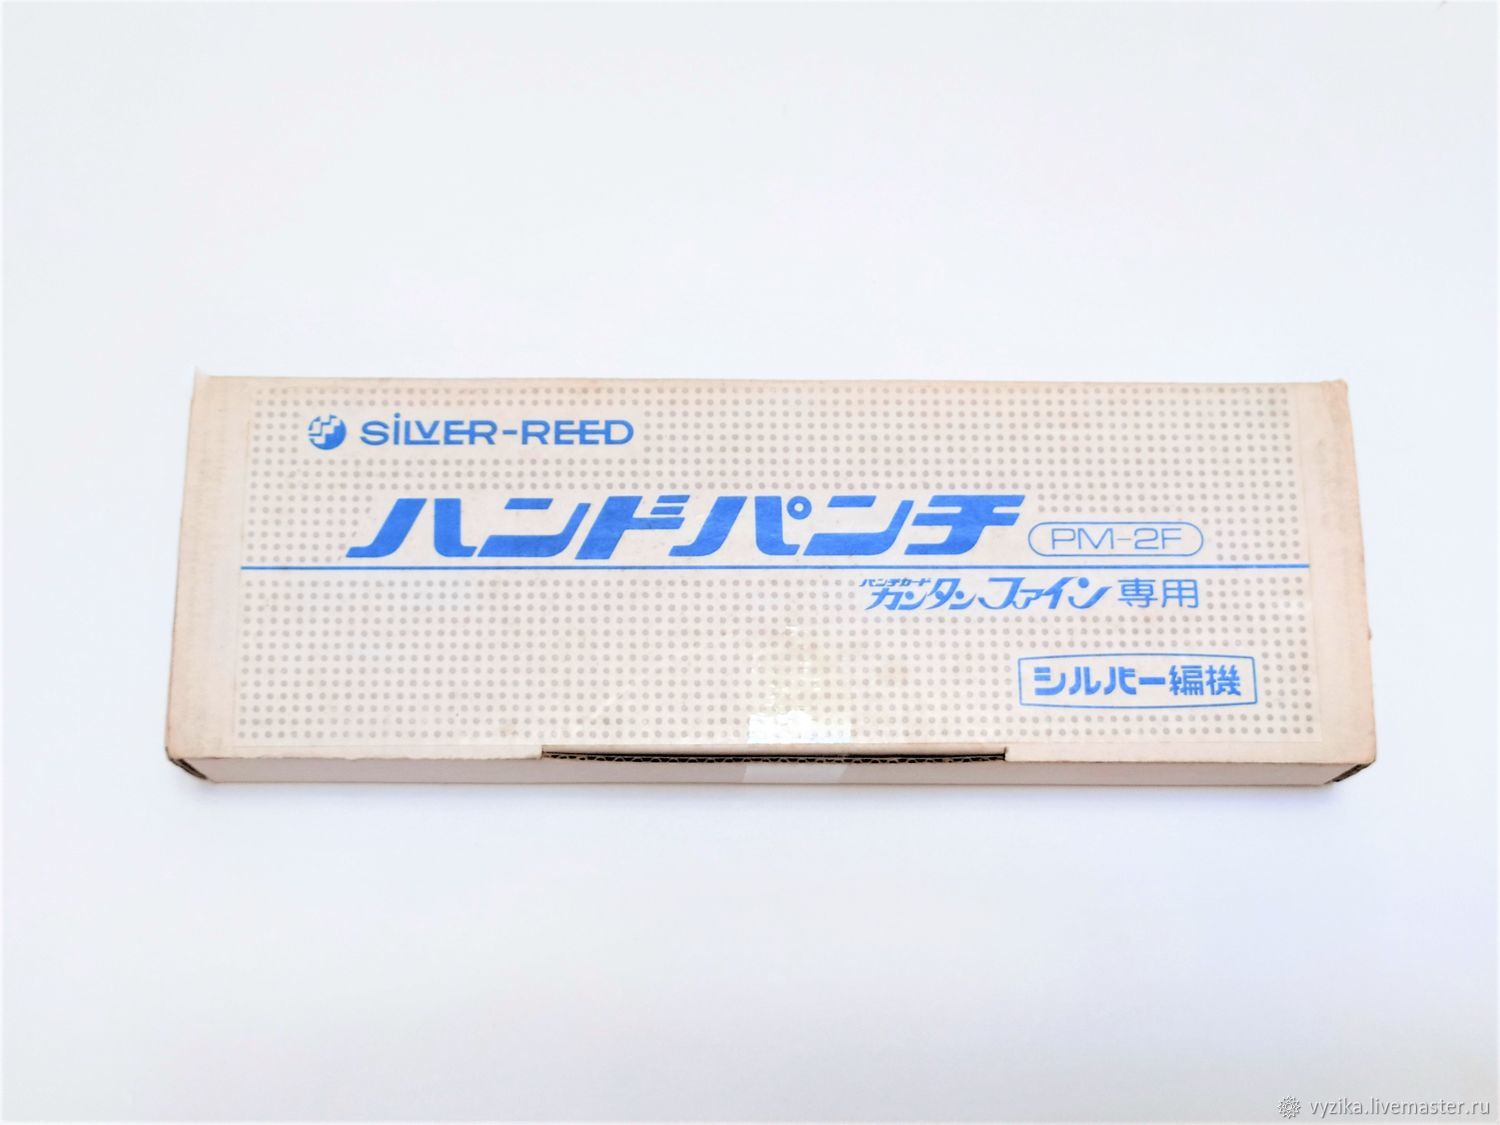 SiLVER-REED
ハンドパンチ PM-2F
パンチカード カンタンファイン 専用
シルバー編機
vyzika.livemaster.ru